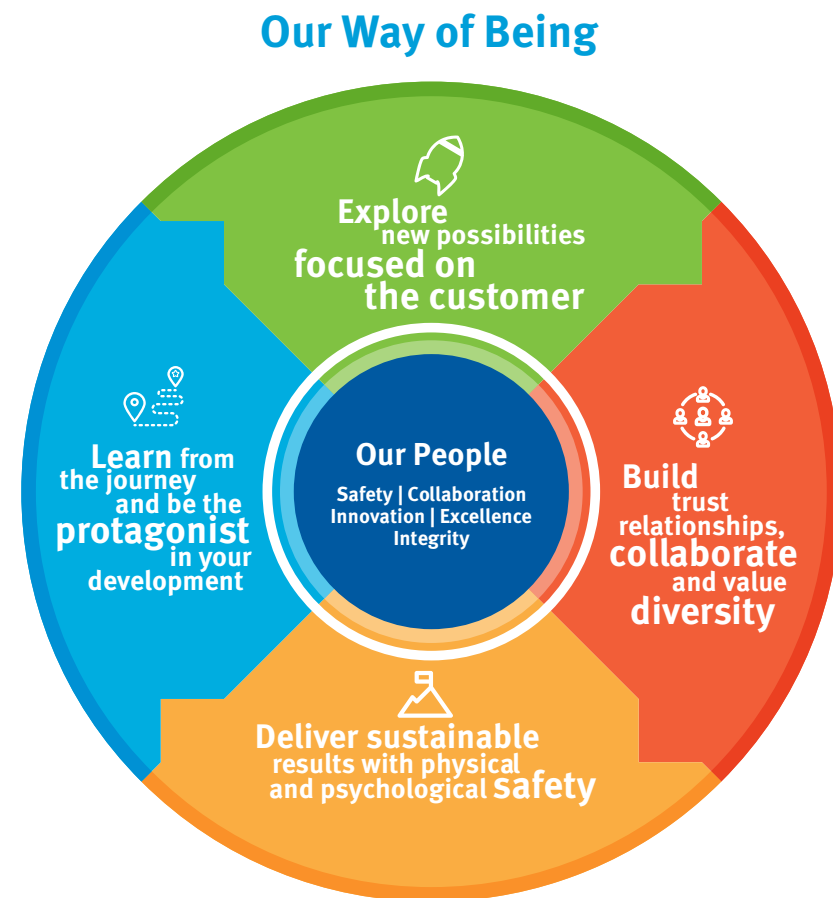 Our Way of Being
Explore
new possibilities
focused on
the customer
Learn from
the journey
and be the
protagonist
in your
development
Our People
Safety | Collaboration
Innovation | Excellence
Integrity
Build
trust
relationships,
collaborate
and value
diversity
Deliver sustainable
results with physical
and psychological safety